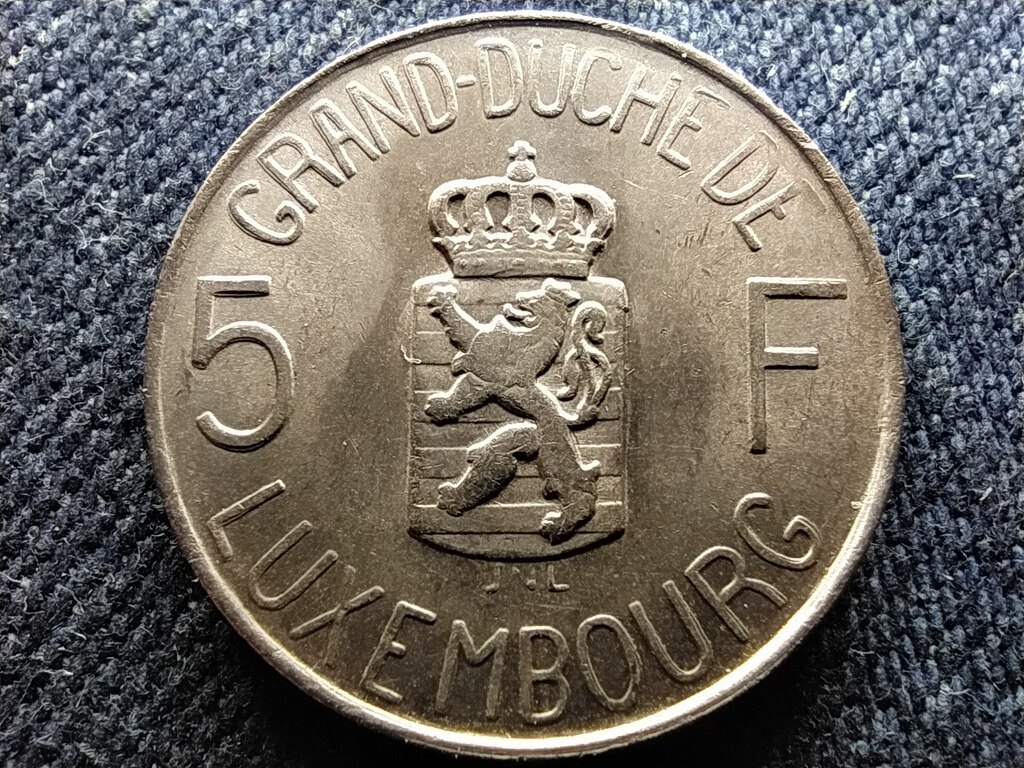 GRAND-DUCHE DE
5 F
J.N.L
LUXEMBOURG